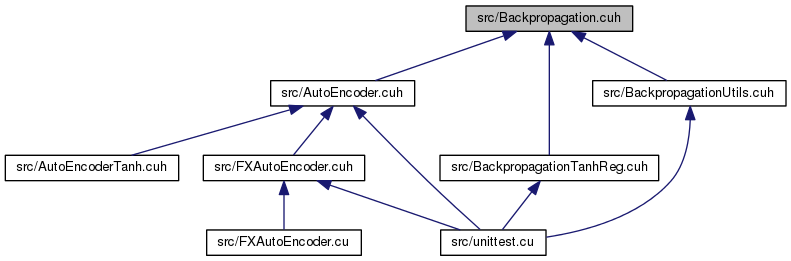 src/Backpropagation.cuh
src/AutoEncoder.cuh
src/BackpropagationUtils.cuh
src/AutoEncoderTanh.cuh
src/FXAutoEncoder.cuh
src/BackpropagationTanhReg.cuh
src/FXAutoEncoder.cu
src/unittest.cu